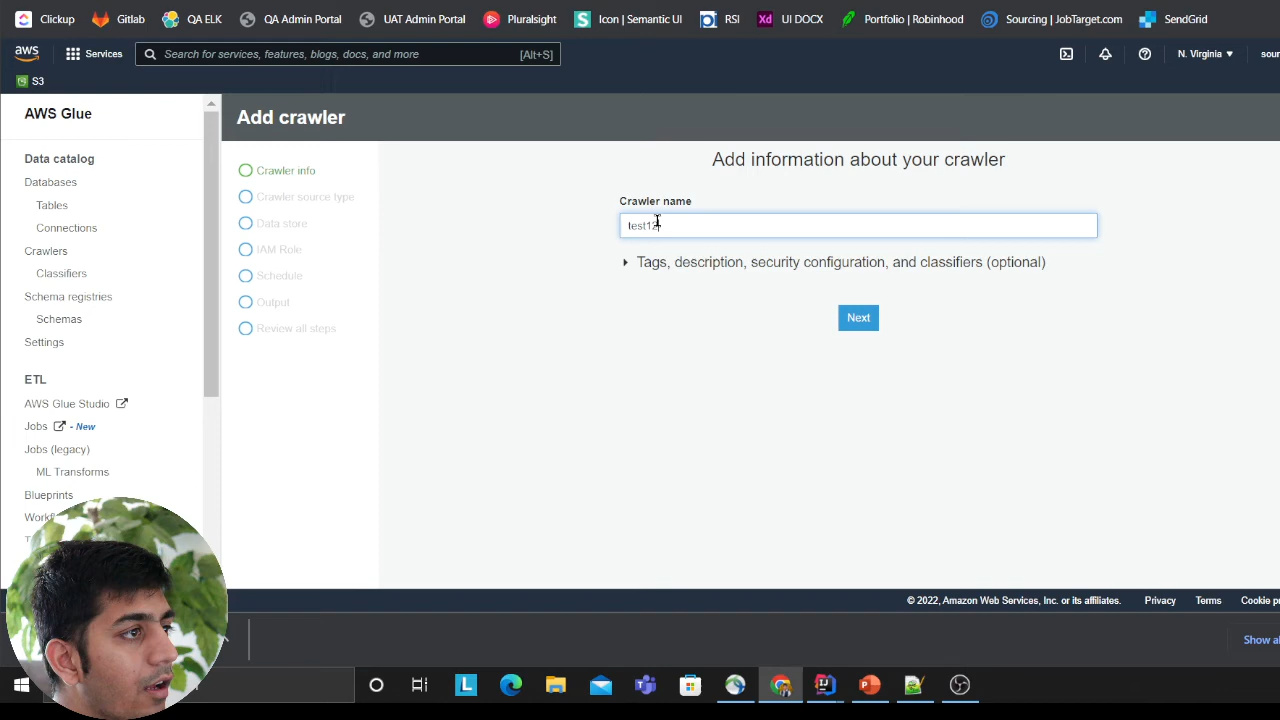 Clickup Gitlab QA ELK QA Admin Portal UAT Admin Portal Pluralsight Icon | Semantic UI RSI UI DOCX Portfolio | Robinhood Sourcing | JobTarget.com SendGrid
aws Services Search for services, features, blogs, docs, and more [Alt+S] N. Virginia
S3
AWS Glue
Add crawler
Data catalog
Databases
Tables
Connections
Crawlers
Classifiers
Schema registries
Schemas
Settings
ETL
AWS Glue Studio
Jobs - New
Jobs (legacy)
ML Transforms
Blueprints
Crawler info
Crawler source type
Data store
IAM Role
Schedule
Output
Review all steps
Add information about your crawler
Crawler name
test12
Tags, description, security configuration, and classifiers (optional)
Next
© 2022, Amazon Web Services, Inc. or its affiliates. Privacy Terms Cookie
Show